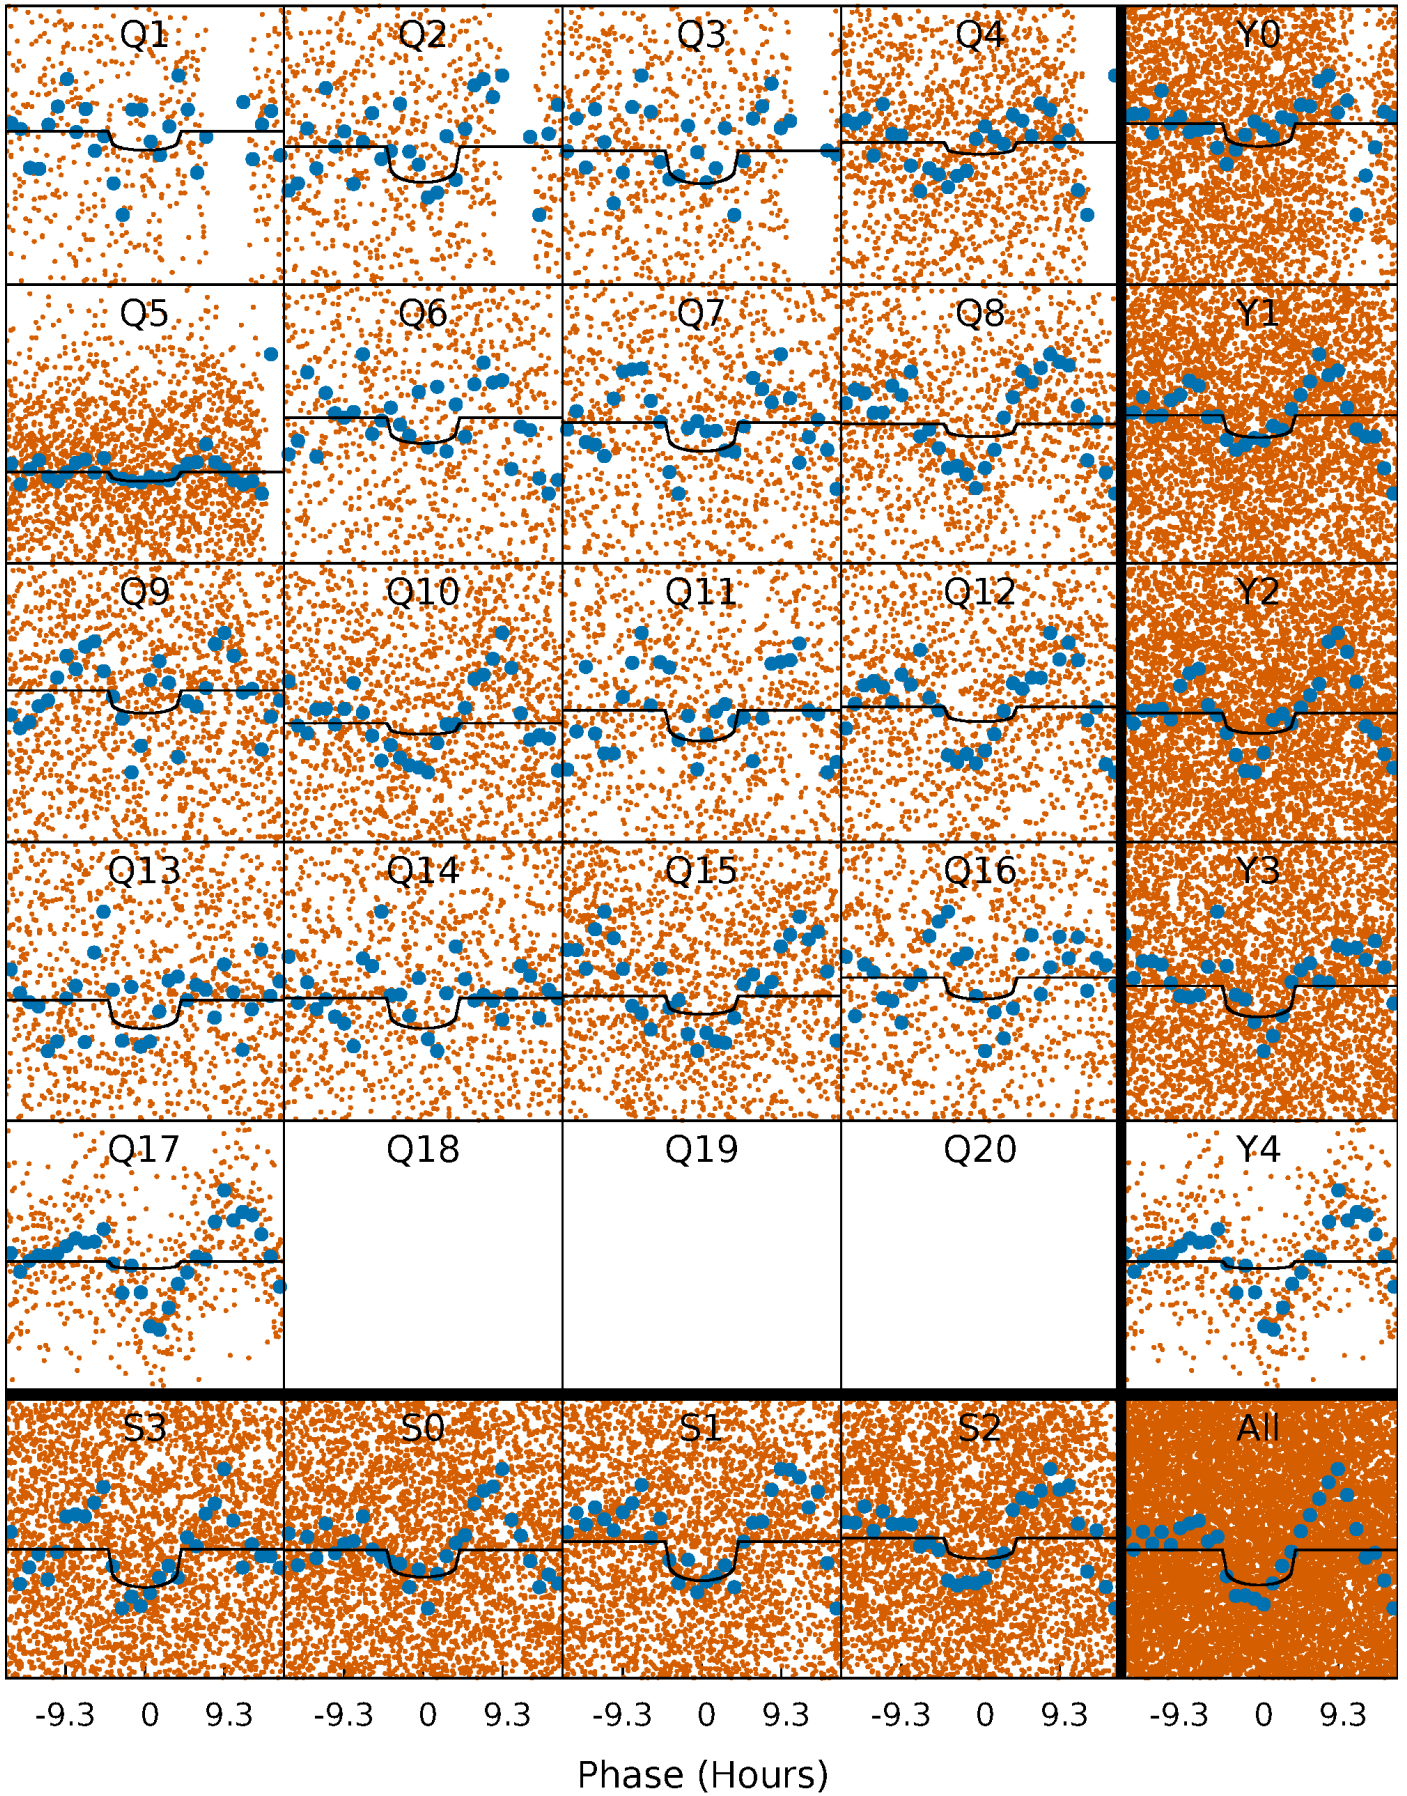 Q1 Q2 Q3 Q4 Y0
Q5 Q6 Q7 Q8 Y1
Q9 Q10 Q11 Q12 Y2
Q13 Q14 Q15 Q16 Y3
Q17 Q18 Q19 Q20 Y4
S3 S0 S1 S2 All
-9.3 0 9.3 -9.3 0 9.3 -9.3 0 9.3 -9.3 0 9.3 -9.3 0 9.3
Phase (Hours)